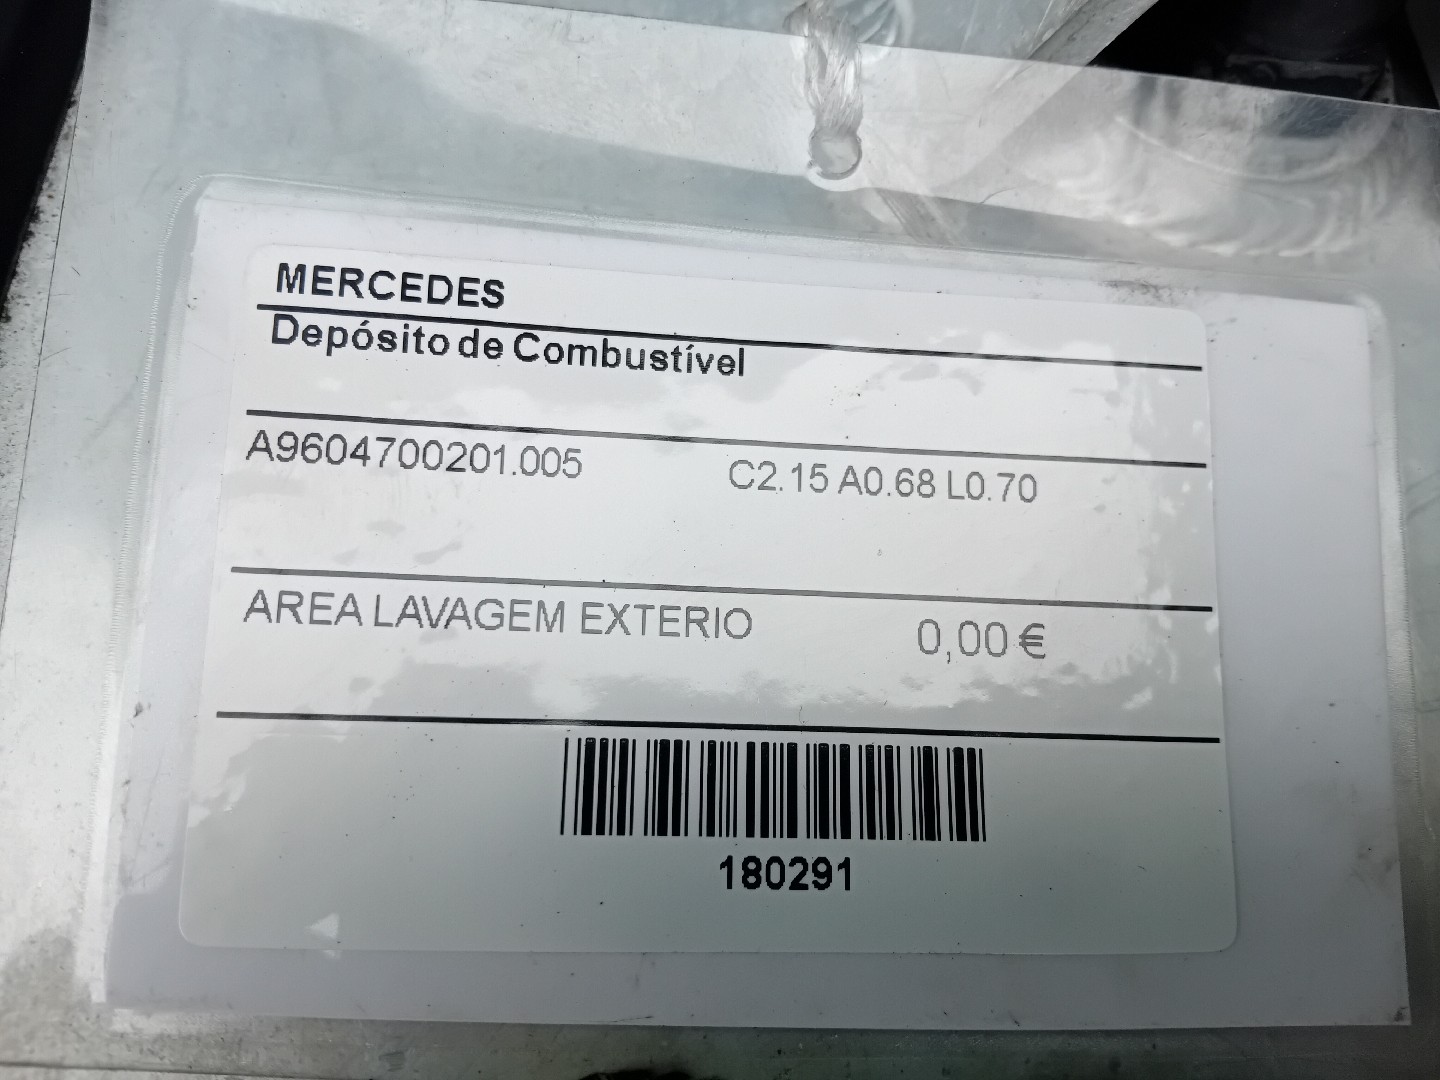 MERCEDES
Depósito de Combustível
A9604700201.005 C2.15 A0.68 L0.70
AREA LAVAGEM EXTERIO 0,00 €
180291